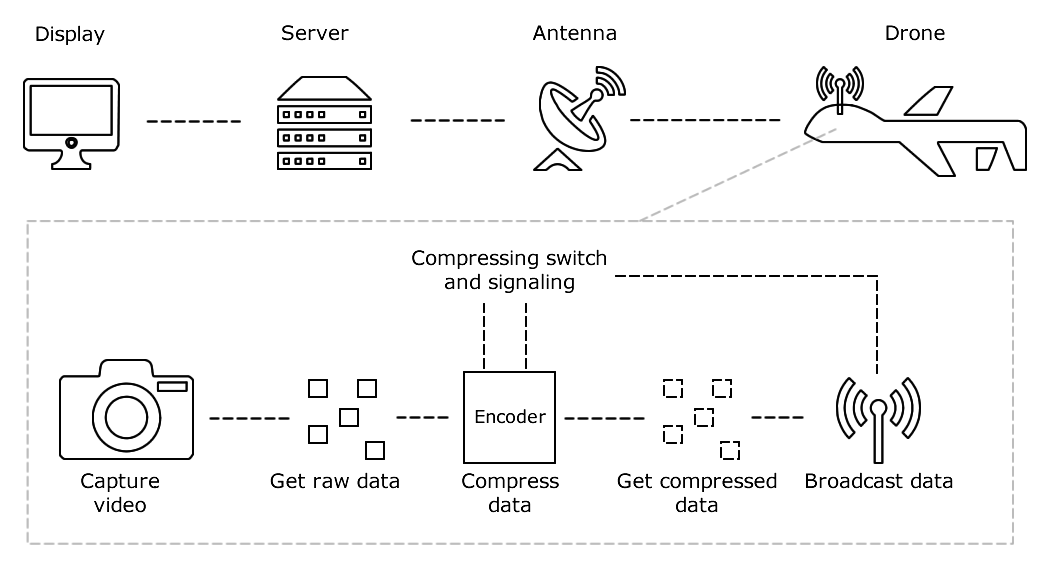 Display
Server
Antenna
Drone
Compressing switch
and signaling
Encoder
Capture
video
Get raw data
Compress
data
Get compressed
data
Broadcast data